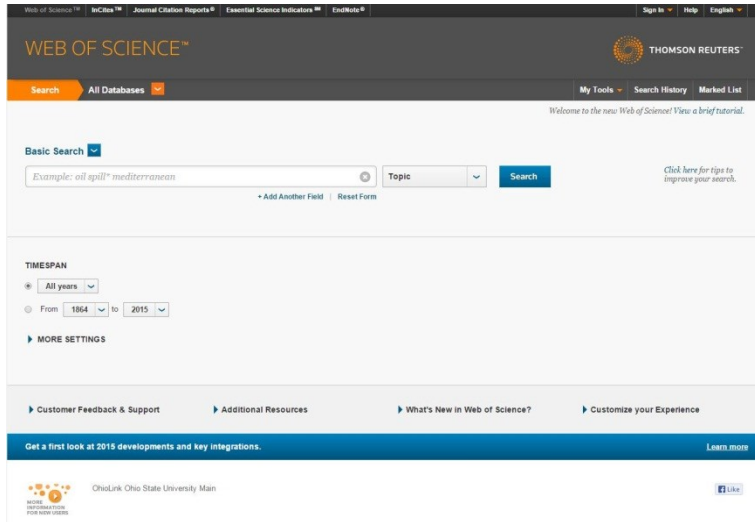 Web of Science™ InCites™ Journal Citation Reports® Essential Science Indicators SM EndNote® Sign In Help English
WEB OF SCIENCE™
THOMSON REUTERS™
Search All Databases My Tools Search History Marked List
Welcome to the new Web of Science! View a brief tutorial.
Basic Search
Example: oil spill* mediterranean Topic Search
Click here for tips to
improve your search.
+ Add Another Field | Reset Form
TIMESPAN
All years
From 1864 to 2015
MORE SETTINGS
Customer Feedback & Support Additional Resources What's New in Web of Science? Customize your Experience
Get a first look at 2015 developments and key integrations. Learn more
OhioLink Ohio State University Main
Like
MORE
INFORMATION
FOR NEW USERS